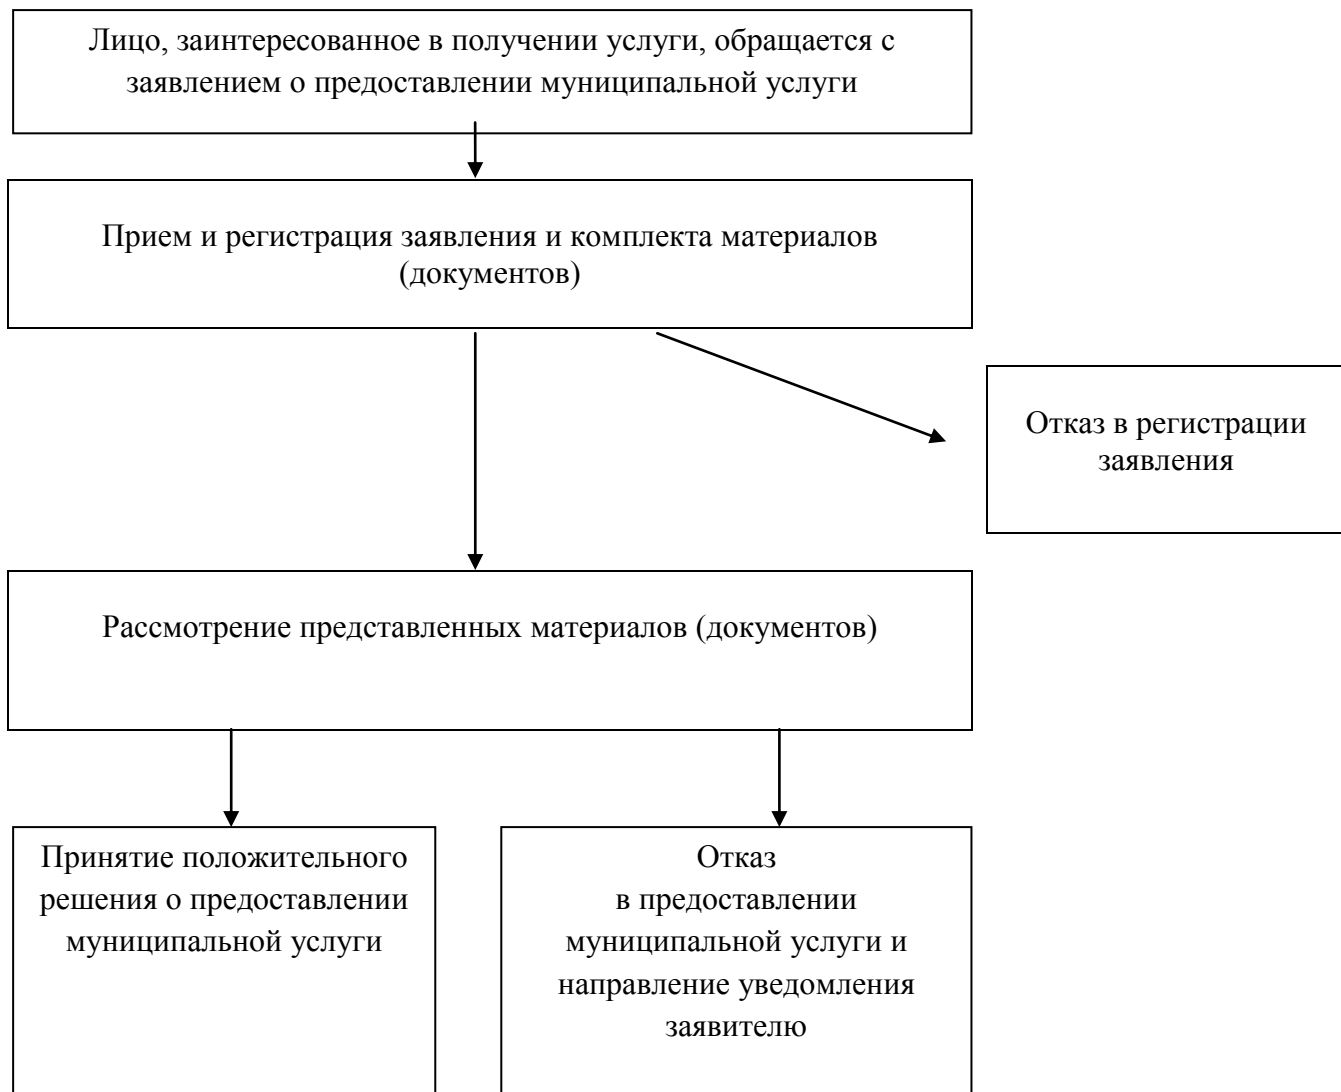 Лицо, заинтересованное в получении услуги, обращается с
заявлением о предоставлении муниципальной услуги
Прием и регистрация заявления и комплекта материалов
(документов)
Отказ в регистрации
заявления
Рассмотрение представленных материалов (документов)
Принятие положительного
решения о предоставлении
муниципальной услуги
Отказ
в предоставлении
муниципальной услуги и
направление уведомления
заявителю